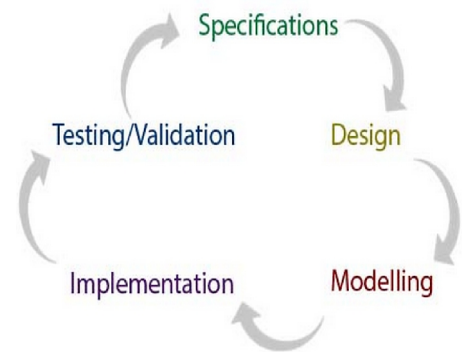 Specifications
Testing/Validation
Design
Implementation
Modelling